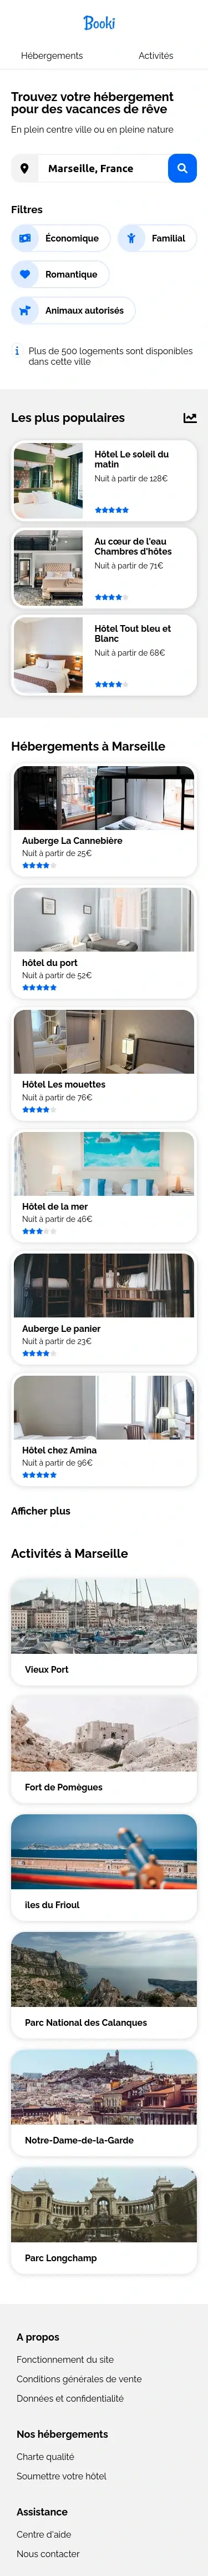 Booki
Hébergements
Activités
Trouvez votre hébergement
pour des vacances de rêve
En plein centre ville ou en pleine nature
Marseille, France
Filtres
Économique
Familial
Romantique
Animaux autorisés
Plus de 500 logements sont disponibles
dans cette ville
Les plus populaires
Hôtel Le soleil du
matin
Nuit à partir de 128€
Au cœur de l'eau
Chambres d'hôtes
Nuit à partir de 71€
Hôtel Tout bleu et
Blanc
Nuit à partir de 68€
Hébergements à Marseille
Auberge La Cannebière
Nuit à partir de 25€
hôtel du port
Nuit à partir de 52€
Hôtel Les mouettes
Nuit à partir de 76€
Hôtel de la mer
Nuit à partir de 46€
Auberge Le panier
Nuit à partir de 23€
Hôtel chez Amina
Nuit à partir de 96€
Afficher plus
Activités à Marseille
Vieux Port
Fort de Pomègues
îles du Frioul
Parc National des Calanques
Notre-Dame-de-la-Garde
Parc Longchamp
A propos
Fonctionnement du site
Conditions générales de vente
Données et confidentialité
Nos hébergements
Charte qualité
Soumettre votre hôtel
Assistance
Centre d'aide
Nous contacter